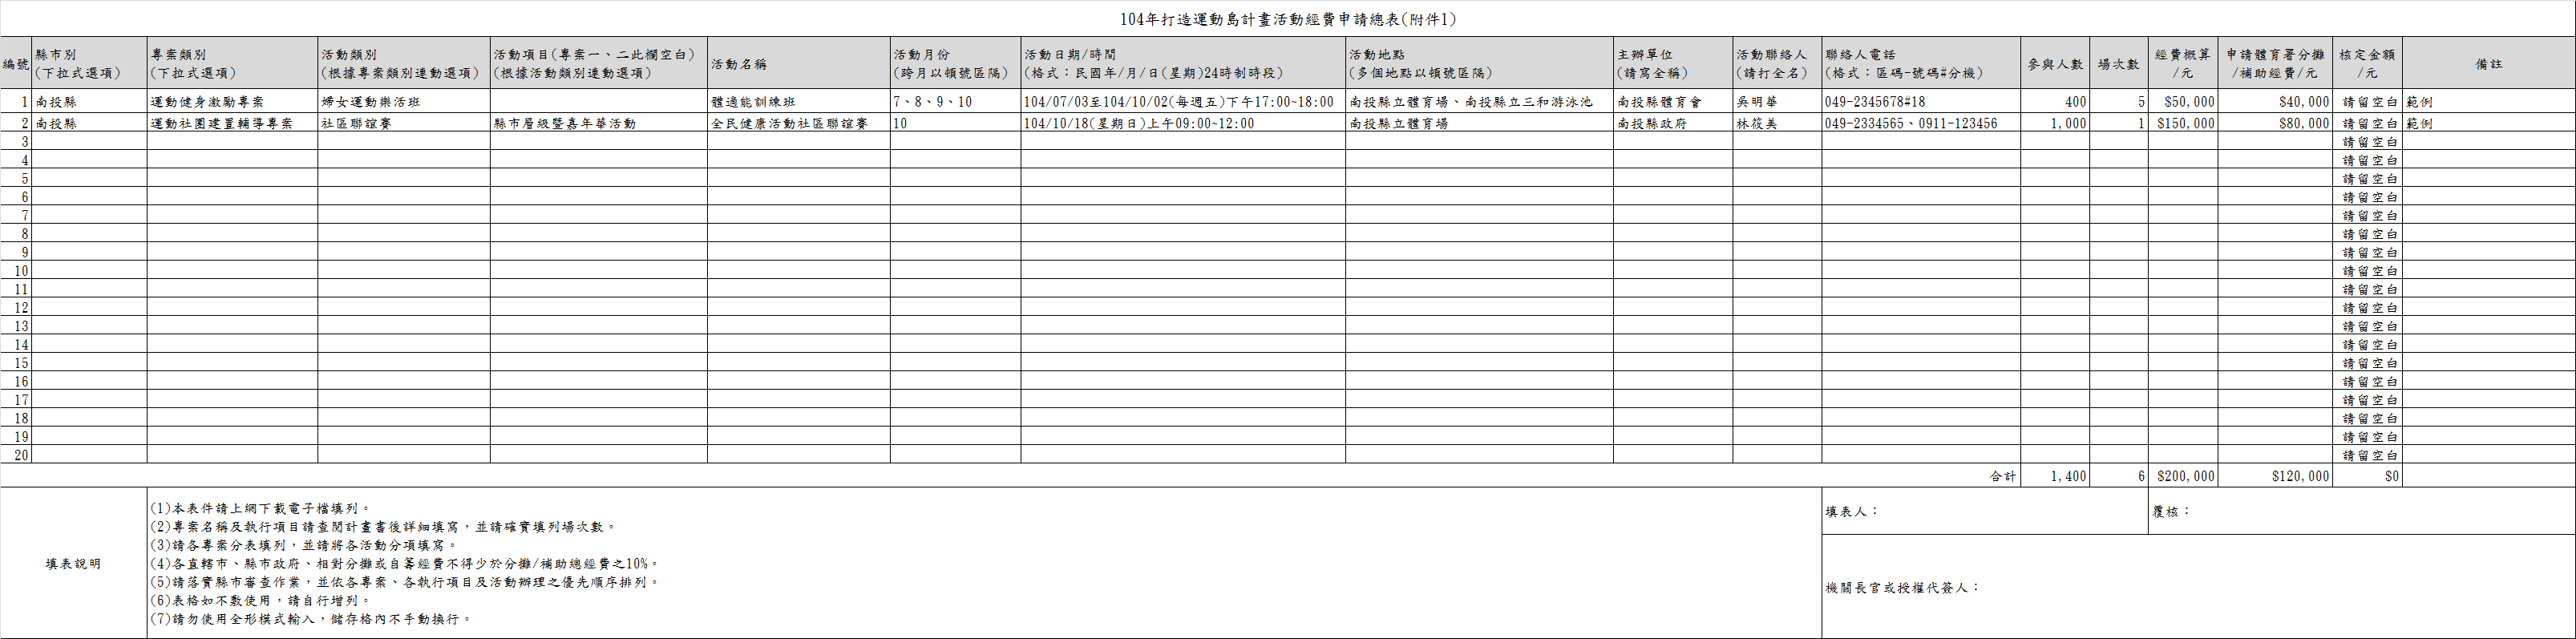 104年打造運動島計畫活動經費申請總表(附件1)
編號 縣市別 專案類別 活動類別 活動項目(專案一、二此欄空白) 活動名稱 活動月份 活動日期/時間 活動地點 主辦單位 活動聯絡人 聯絡人電話 參與人數 場次數 經費概算 申請體育署分攤 核定金額 備註
(下拉式選項) (下拉式選項) (根據專案類別連動選項) (根據活動類別連動選項) (跨月以頓號區隔) (格式：民國年/月/日(星期)24時制時段) (多個地點以頓號區隔) (請寫全稱) (請打全名) (格式：區碼-號碼#分機) /元 /補助經費/元 /元
1 南投縣 運動健身激勵專案 婦女運動樂活班 體適能訓練班 7、8、9、10 104/07/03至104/10/02(每週五)下午17:00~18:00 南投縣立體育場、南投縣立三和游泳池 南投縣體育會 吳明華 049-2345678#18 400 5 $50,000 $40,000 請留空白 範例
2 南投縣 運動社團建置輔導專案 社區聯誼賽 縣市層級暨嘉年華活動 全民健康活動社區聯誼賽 10 104/10/18(星期日)上午09:00~12:00 南投縣立體育場 南投縣政府 林筱美 049-2334565、0911-123456 1,000 1 $150,000 $80,000 請留空白 範例
3 請留空白
4 請留空白
5 請留空白
6 請留空白
7 請留空白
8 請留空白
9 請留空白
10 請留空白
11 請留空白
12 請留空白
13 請留空白
14 請留空白
15 請留空白
16 請留空白
17 請留空白
18 請留空白
19 請留空白
20 請留空白
合計 1,400 6 $200,000 $120,000 $0
填表說明
(1)本表件請上網下載電子檔填列。
(2)專案名稱及執行項目請查閱計畫書後詳細填寫，並請確實填列場次數。
(3)請各專案分表填列，並請將各活動分項填寫。
(4)各直轄市、縣市政府、相對分攤或自籌經費不得少於分攤/補助總經費之10%。
(5)請落實縣市審查作業，並依各專案、各執行項目及活動辦理之優先順序排列。
(6)表格如不敷使用，請自行增列。
(7)請勿使用全形模式輸入，儲存格內不手動換行。
填表人： 覆核：
機關長官或授權代簽人：